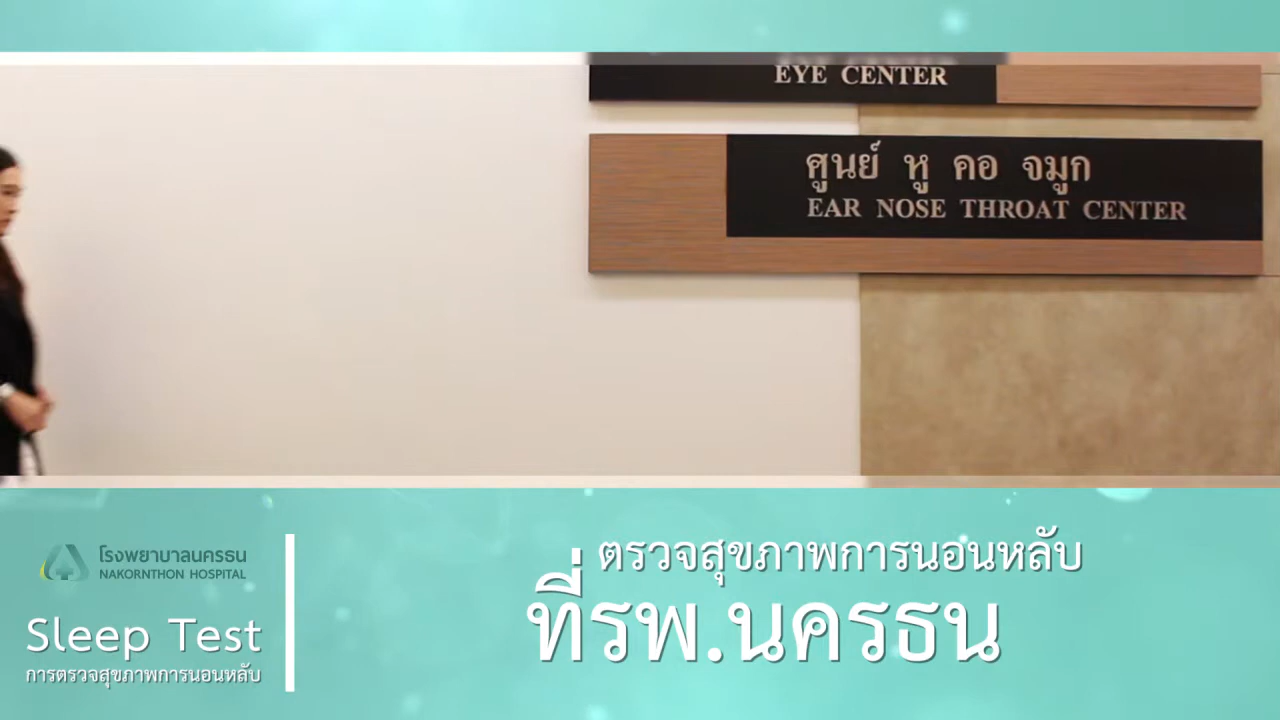 EYE CENTER
ศูนย์ หู คอ จมูก
EAR NOSE THROAT CENTER
โรงพยาบาลนครธน
NAKORNTHON HOSPITAL
Sleep Test
การตรวจสุขภาพการนอนหลับ
ตรวจสุขภาพการนอนหลับ
ที่รพ.นครธน